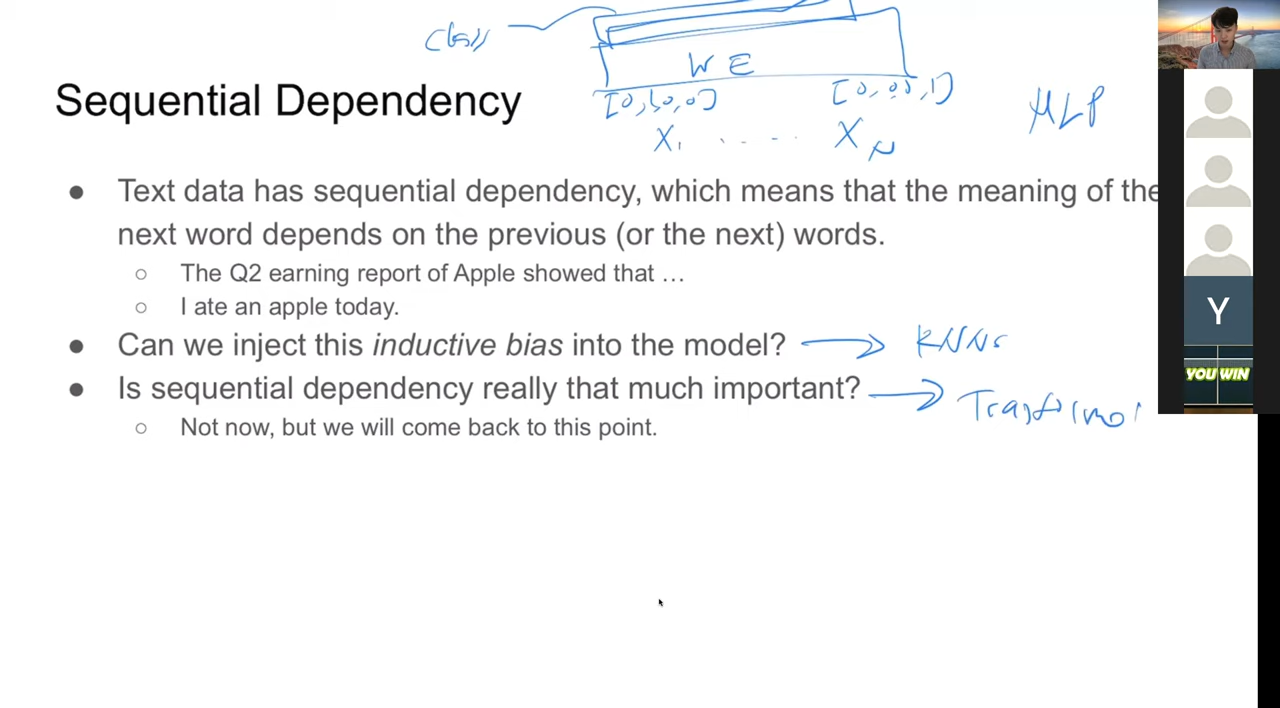 class
W E
[0, 1, 0, 0]
[0, 0, 0, 1]
MLP
X, . . . . . X N
Sequential Dependency
● Text data has sequential dependency, which means that the meaning of the
next word depends on the previous (or the next) words.
○ The Q2 earning report of Apple showed that …
○ I ate an apple today.
● Can we inject this inductive bias into the model?
RNNs
● Is sequential dependency really that much important?
○ Not now, but we will come back to this point.
Y
YOU WIN